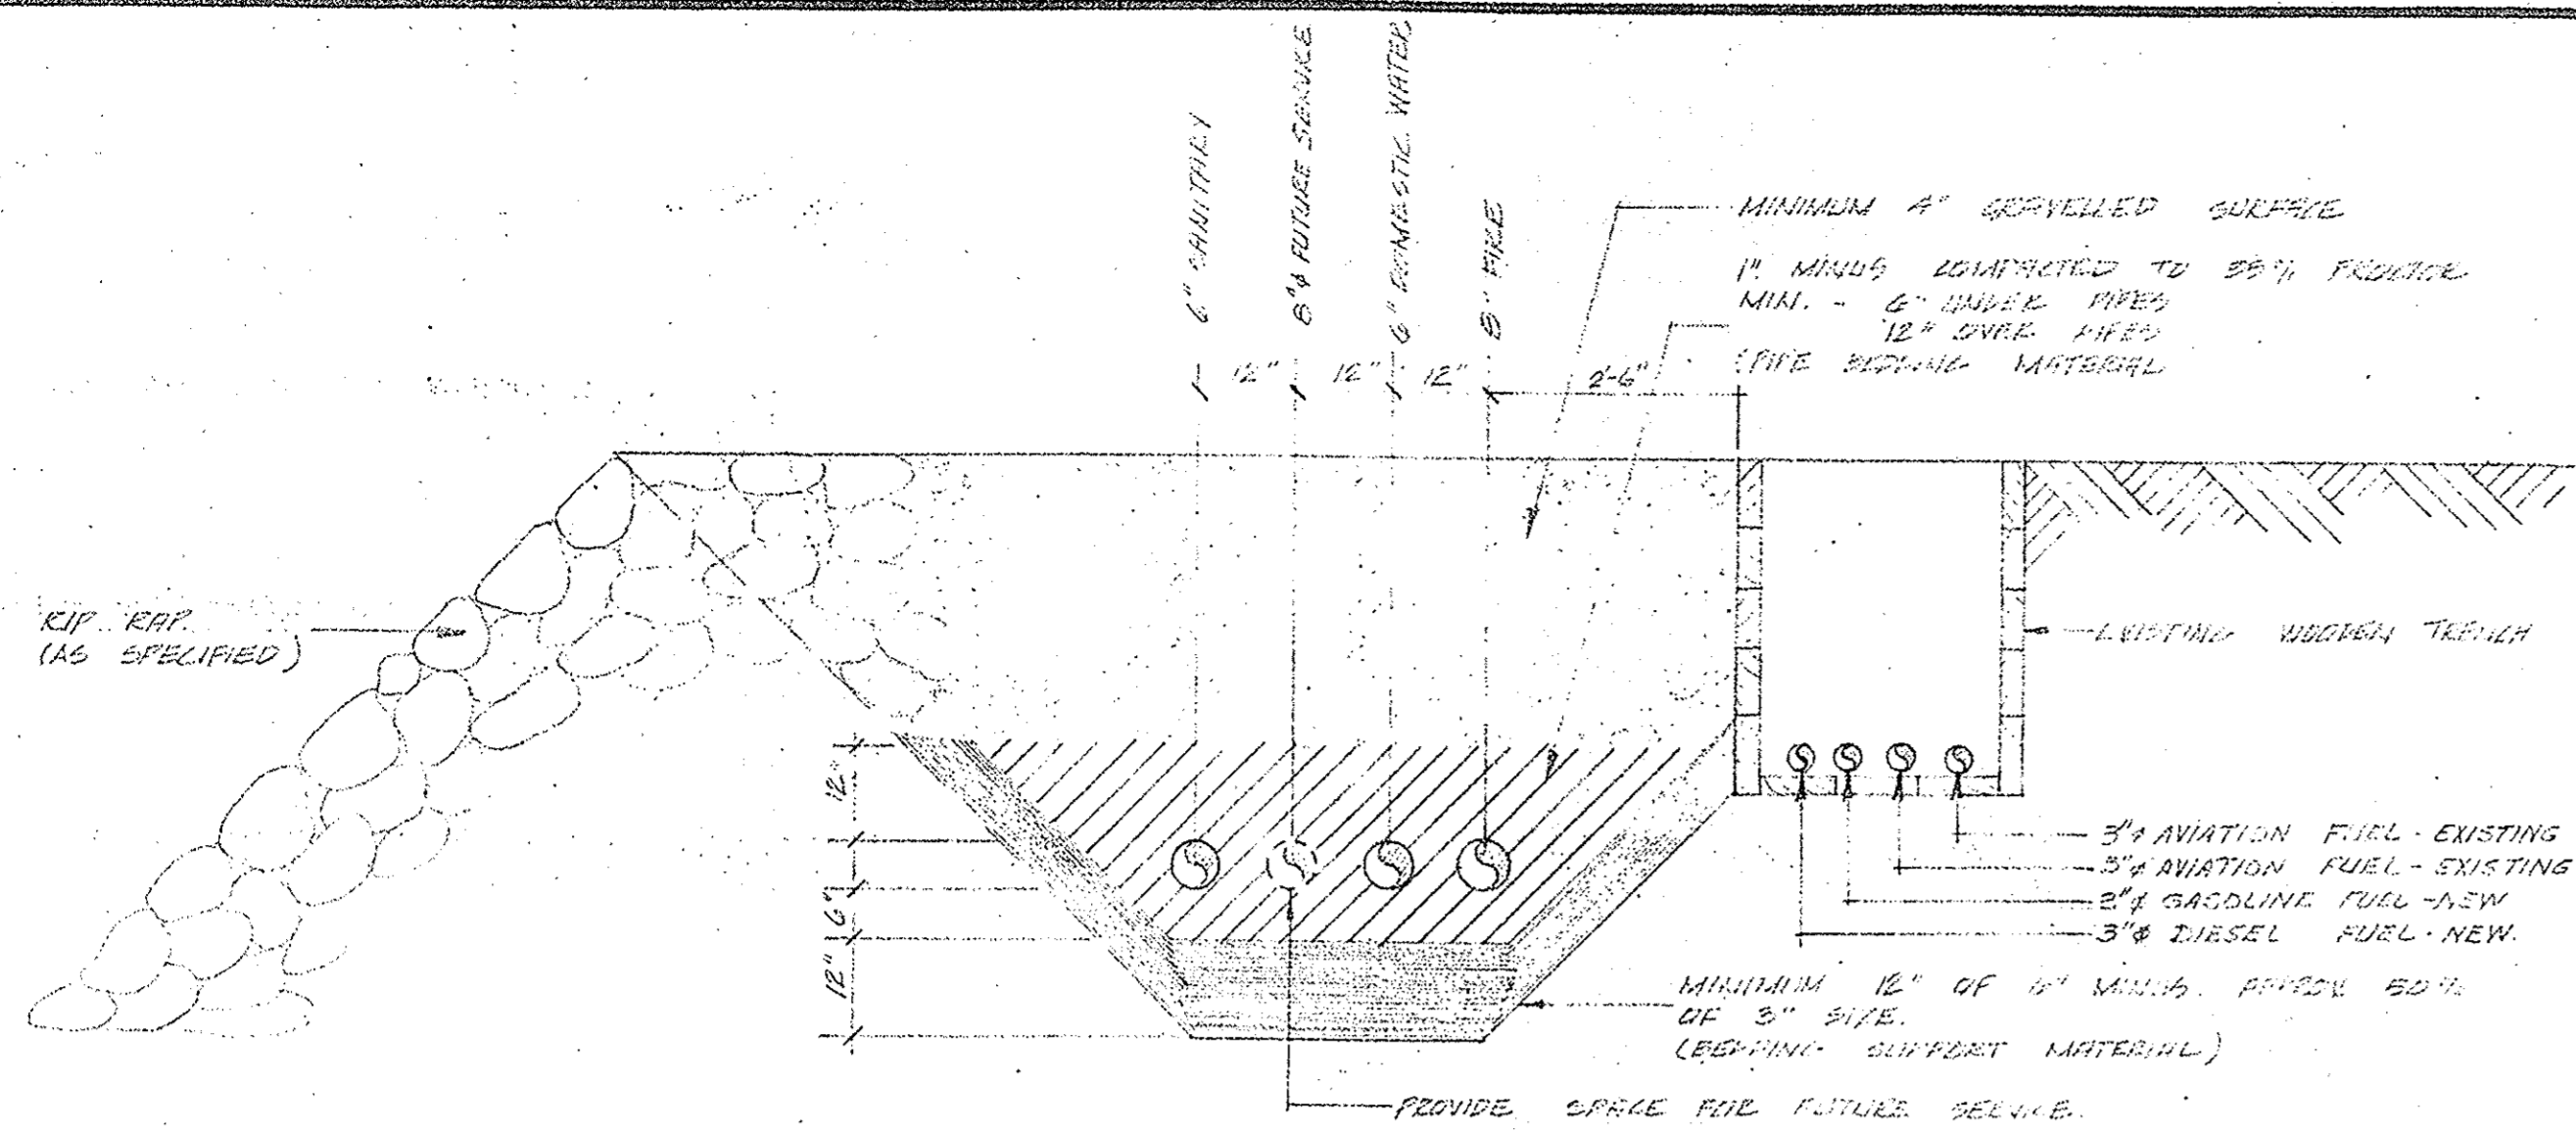 6" SANITARY
8"φ FUTURE SERVICE
6" DOMESTIC WATER
8" FIRE
MINIMUM 4" GRAVELLED SURFACE
1" MINUS COMPACTED TO 95% PROCTOR
MIN. - 6" UNDER PIPES
12" OVER PIPES
(PIPE BEDDING MATERIAL
12" 12" 12" 2'-6"
RIP RAP
(AS SPECIFIED)
EXISTING WOODEN TRENCH
12"
6"
12"
3"φ AVIATION FUEL - EXISTING
3"φ AVIATION FUEL - EXISTING
2"φ GASOLINE FUEL - NEW
3"φ DIESEL FUEL - NEW.
MINIMUM 12" OF 6" MINUS. APPROX 50%
OF 3" SIZE.
(BEDDING SUPPORT MATERIAL)
PROVIDE SPACE FOR FUTURE SERVICE.